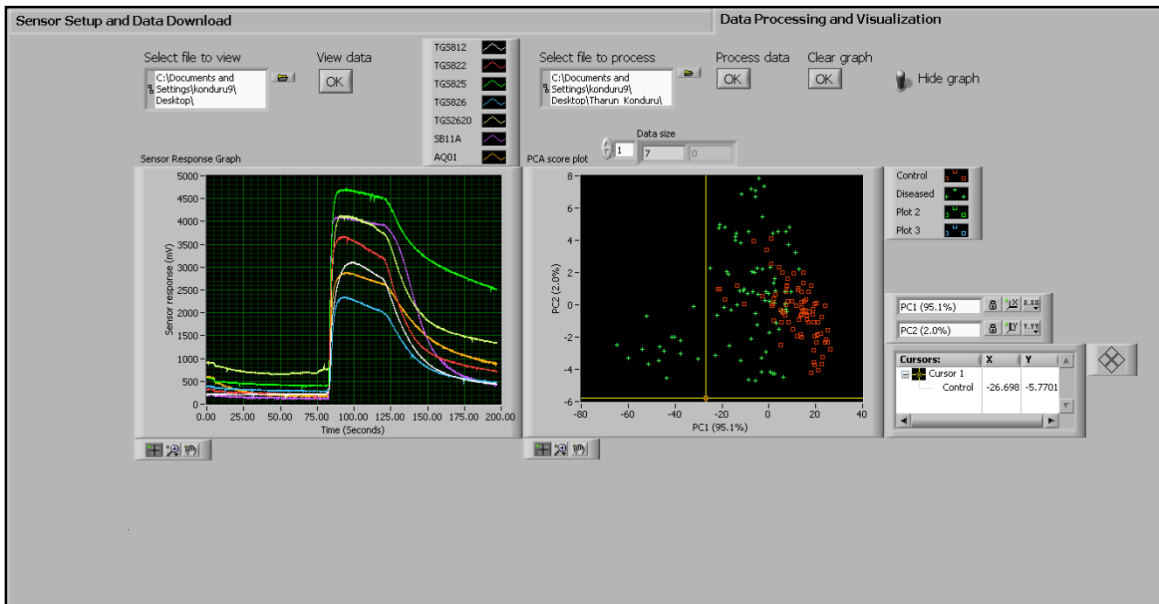 Sensor Setup and Data Download
Data Processing and Visualization
Select file to view
C:\Documents and
Settings\konduru9\
Desktop\
View data
OK
TGS812
TGS822
TGS825
TGS826
TGS2620
SB11A
AQ01
Select file to process
C:\Documents and
Settings\konduru9\
Desktop\Tharun Konduru\
Process data
OK
Clear graph
OK
Hide graph
Data size
1
7
0
Sensor Response Graph
5000
4500
4000
3500
3000
2500
2000
1500
1000
500
0
Sensor response (mV)
0.00 25.00 50.00 75.00 100.00 125.00 150.00 175.00 200.00
Time (Seconds)
PCA score plot
8
6
4
2
0
-2
-4
-6
PC2 (2.0%)
-80 -60 -40 -20 0 20 40
PC1 (95.1%)
Control
Diseased
Plot 2
Plot 3
PC1 (95.1%)
PC2 (2.0%)
Cursors: X Y
Cursor 1
Control -26.698 -5.7701